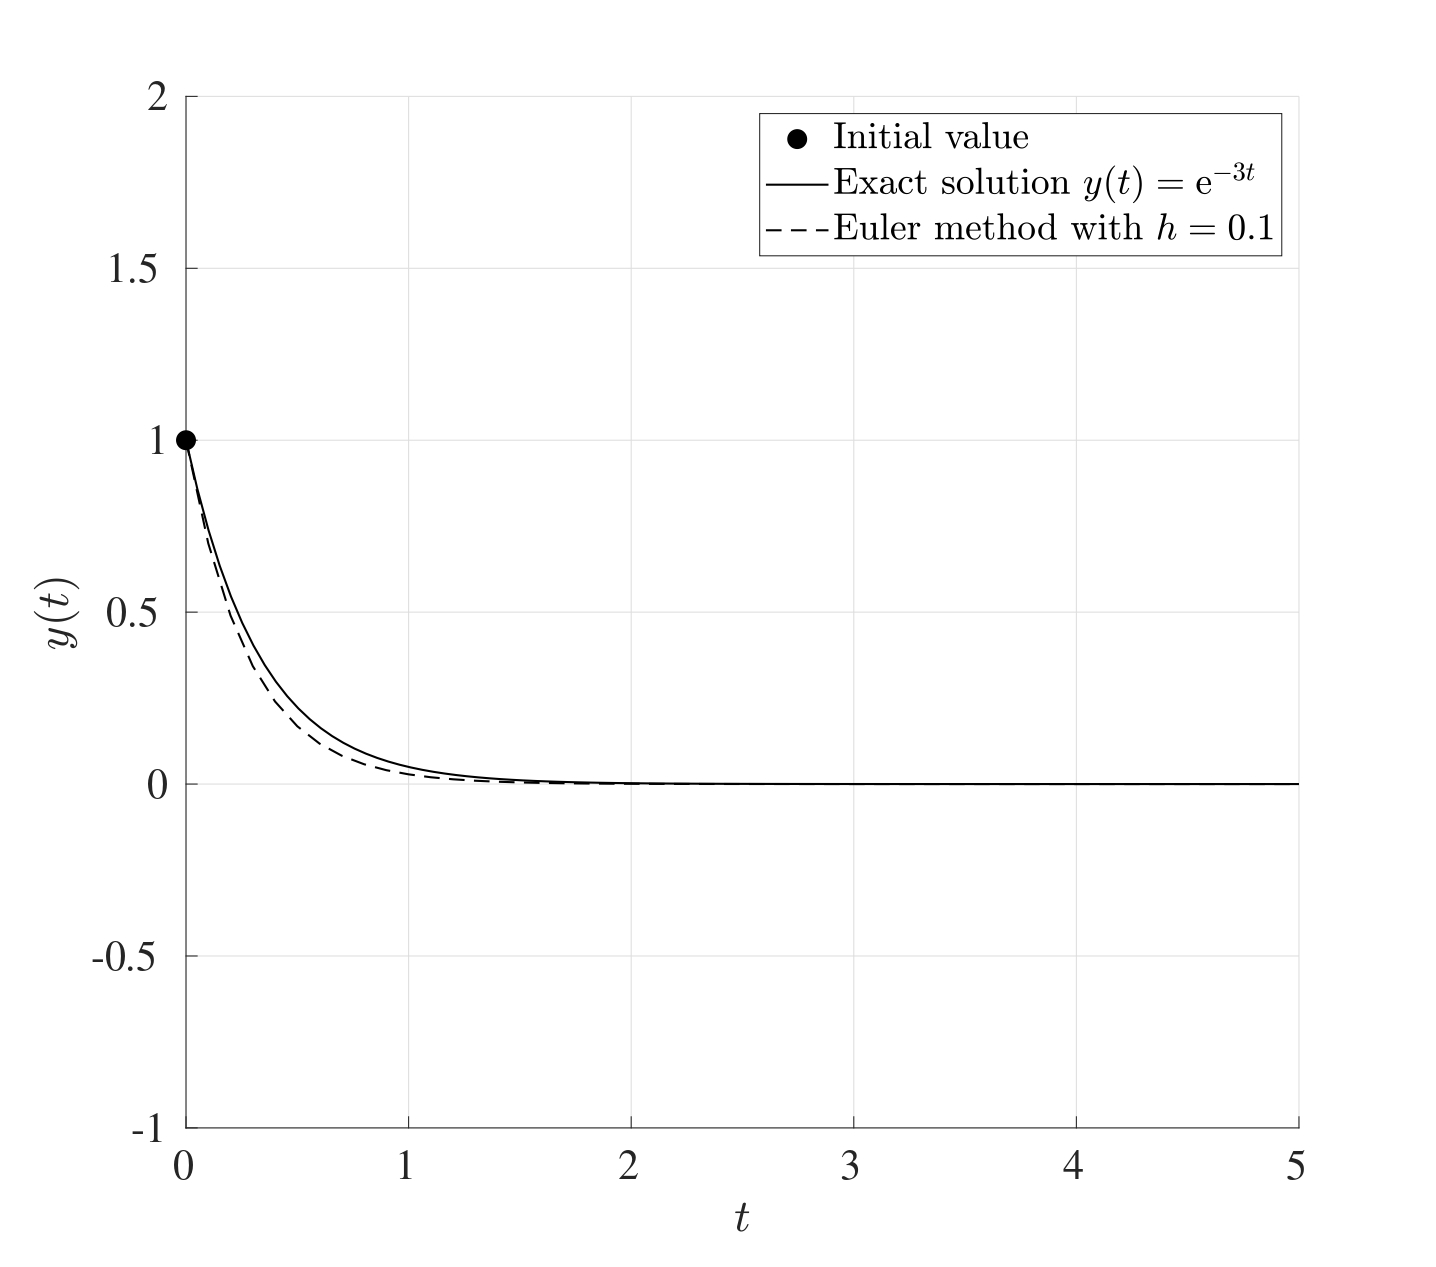 Initial value
Exact solution y(t) = e^{-3t}
Euler method with h = 0.1
2
1.5
1
0.5
0
-0.5
-1
y(t)
0 1 2 3 4 5
t